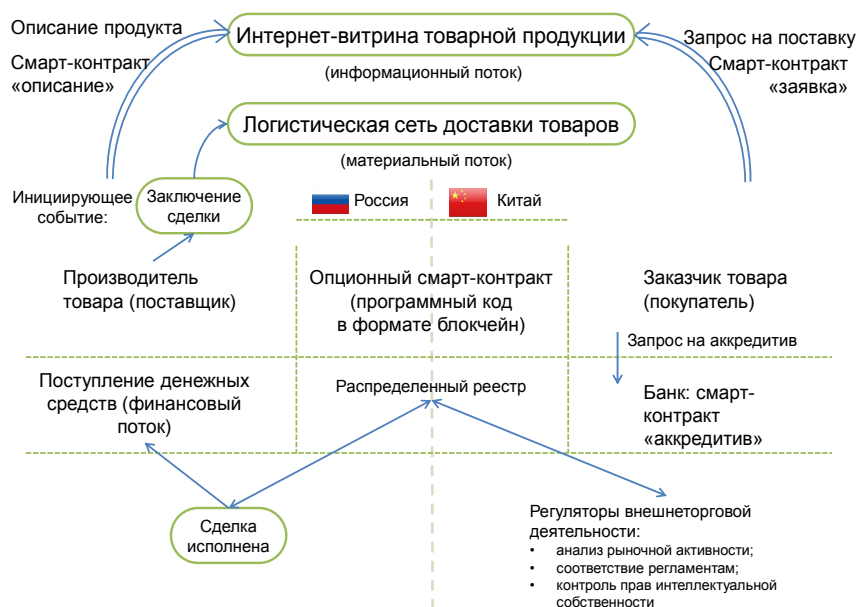 Описание продукта
Смарт-контракт
«описание»
Интернет-витрина товарной продукции
(информационный поток)
Запрос на поставку
Смарт-контракт
«заявка»
Логистическая сеть доставки товаров
(материальный поток)
Инициирующее
событие:
Заключение
сделки
Россия
Китай
Производитель
товара (поставщик)
Опционный смарт-контракт
(программный код
в формате блокчейн)
Заказчик товара
(покупатель)
Запрос на аккредитив
Поступление денежных
средств (финансовый
поток)
Распределенный реестр
Банк: смарт-
контракт
«аккредитив»
Сделка
исполнена
Регуляторы внешнеторговой
деятельности:
• анализ рыночной активности;
• соответствие регламентам;
• контроль прав интеллектуальной
собственности